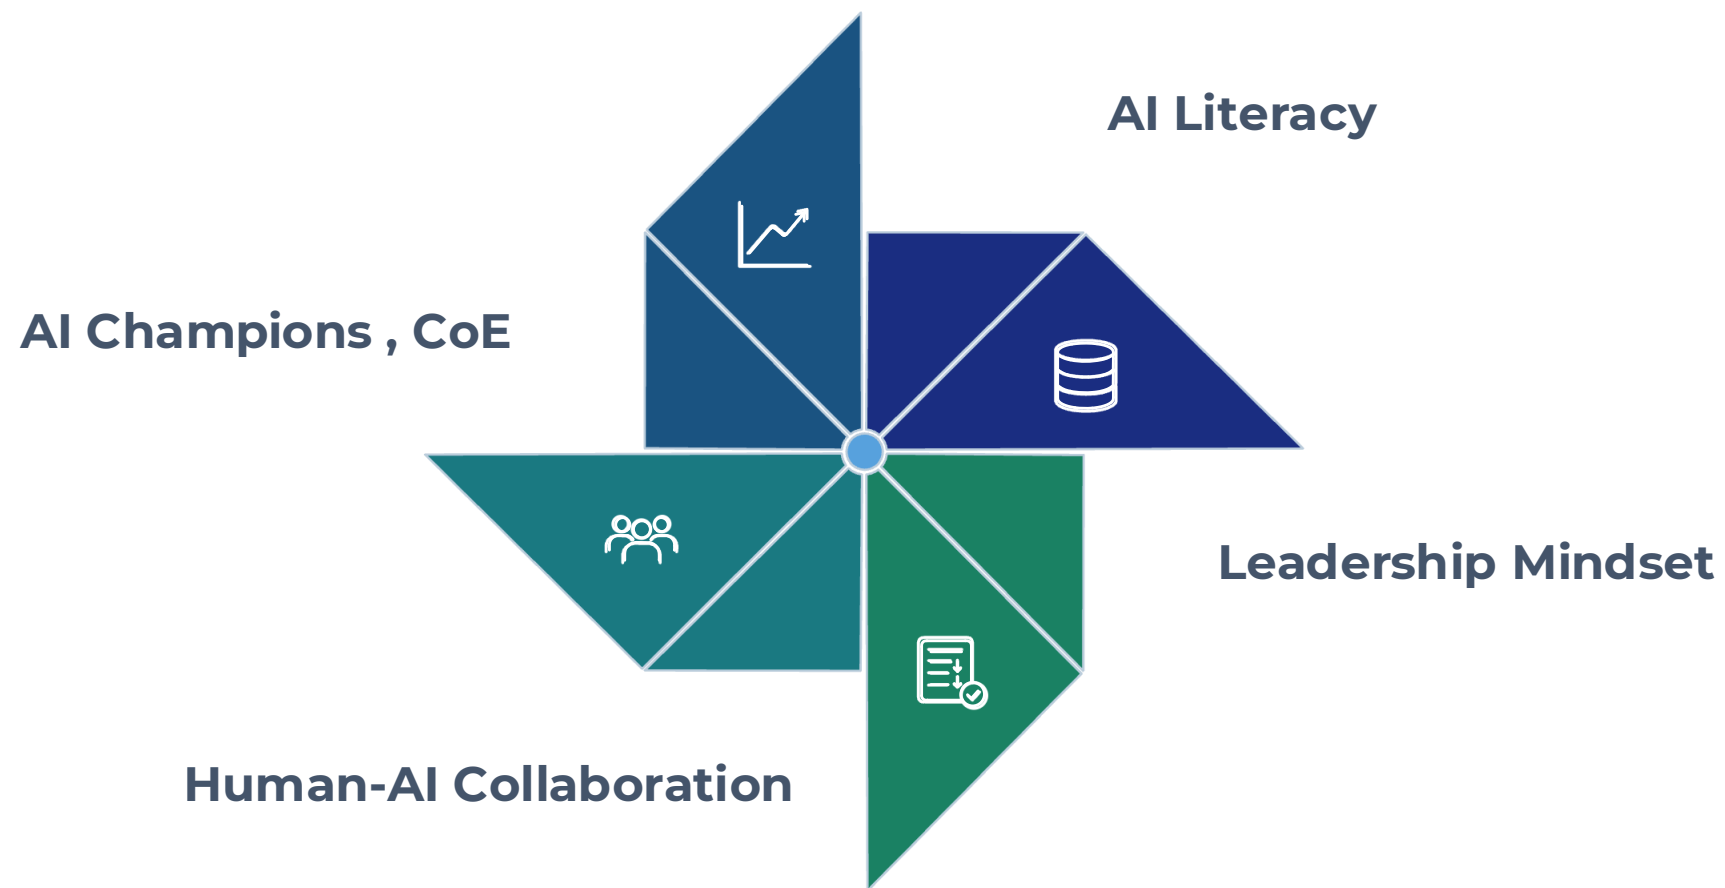 AI Literacy
AI Champions , CoE
Leadership Mindset
Human-AI Collaboration